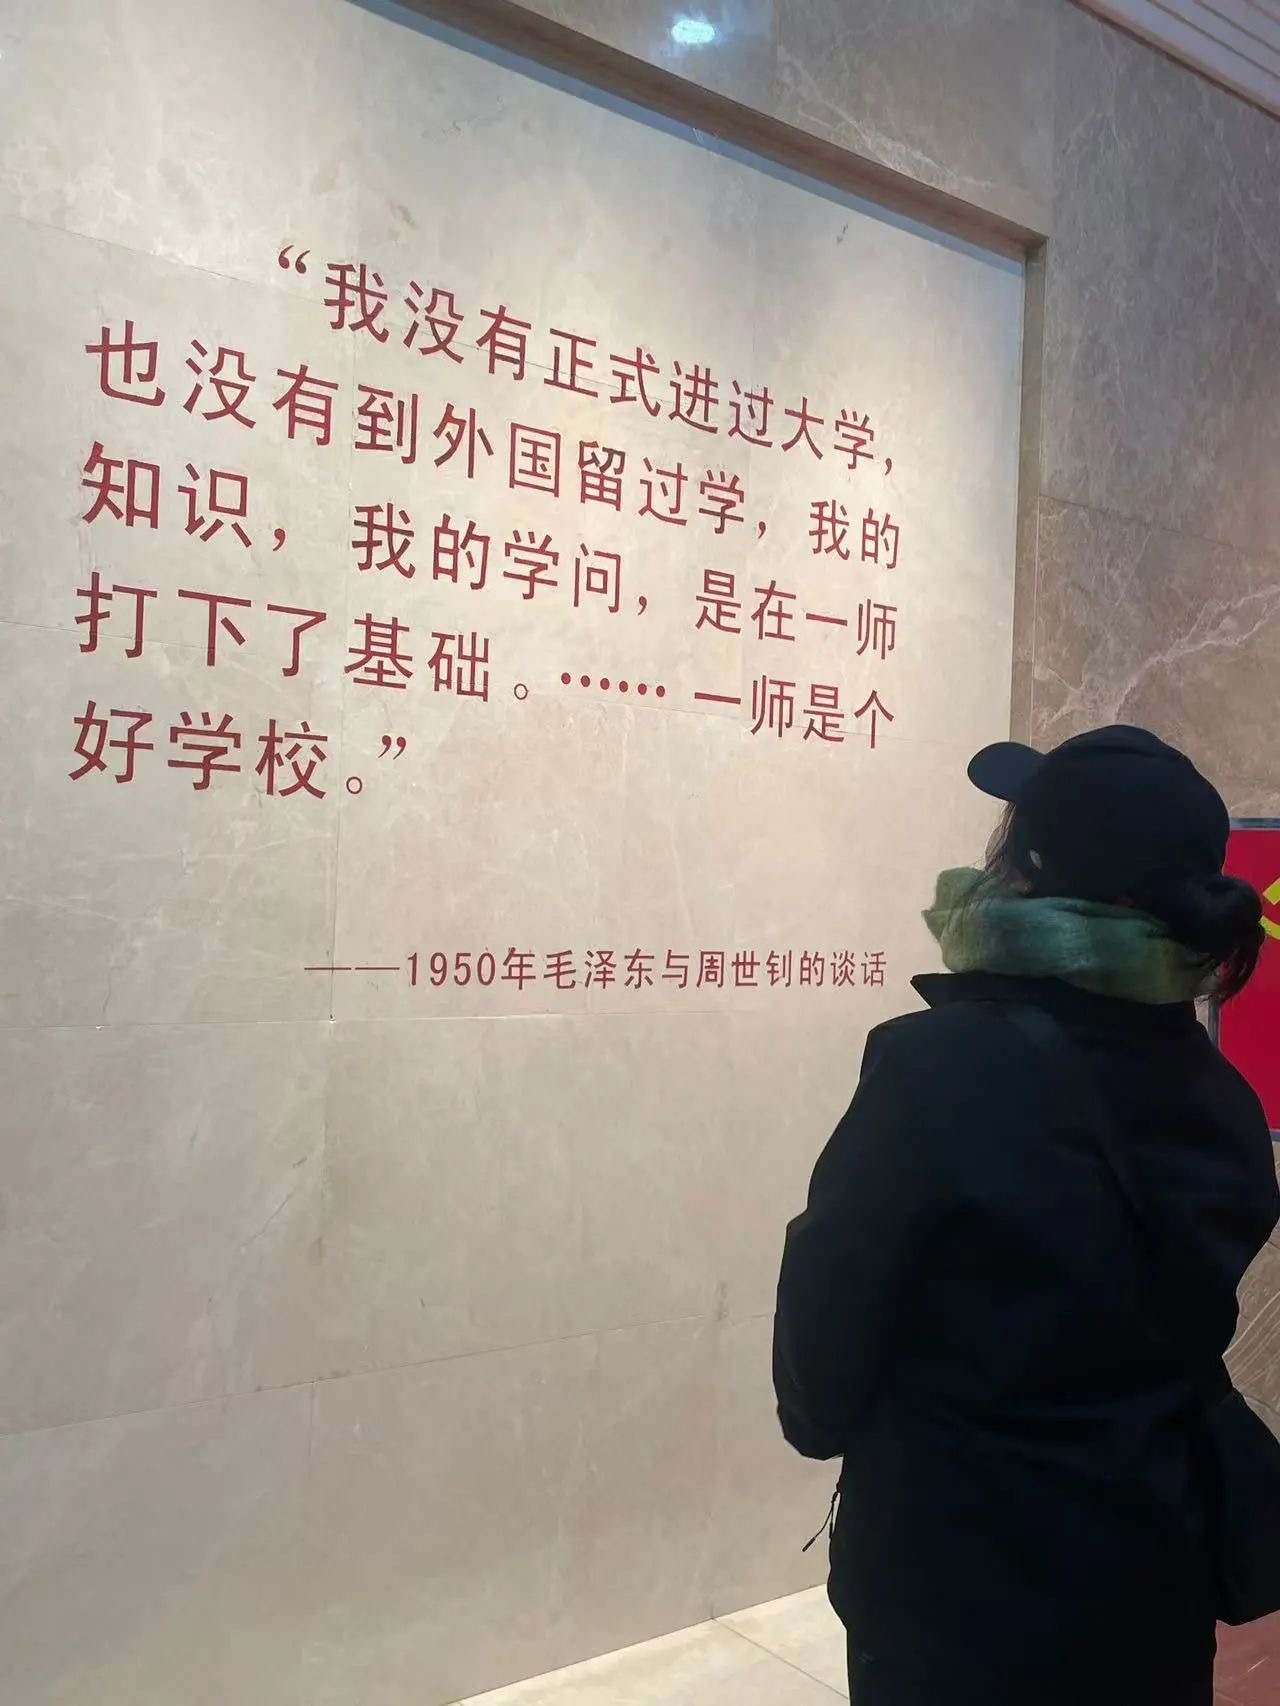 “我没有正式进过大学，
也没有到外国留过学，我的
知识，我的学问，是在一师
打下了基础。……一师是个
好学校。”
——1950年毛泽东与周世钊的谈话